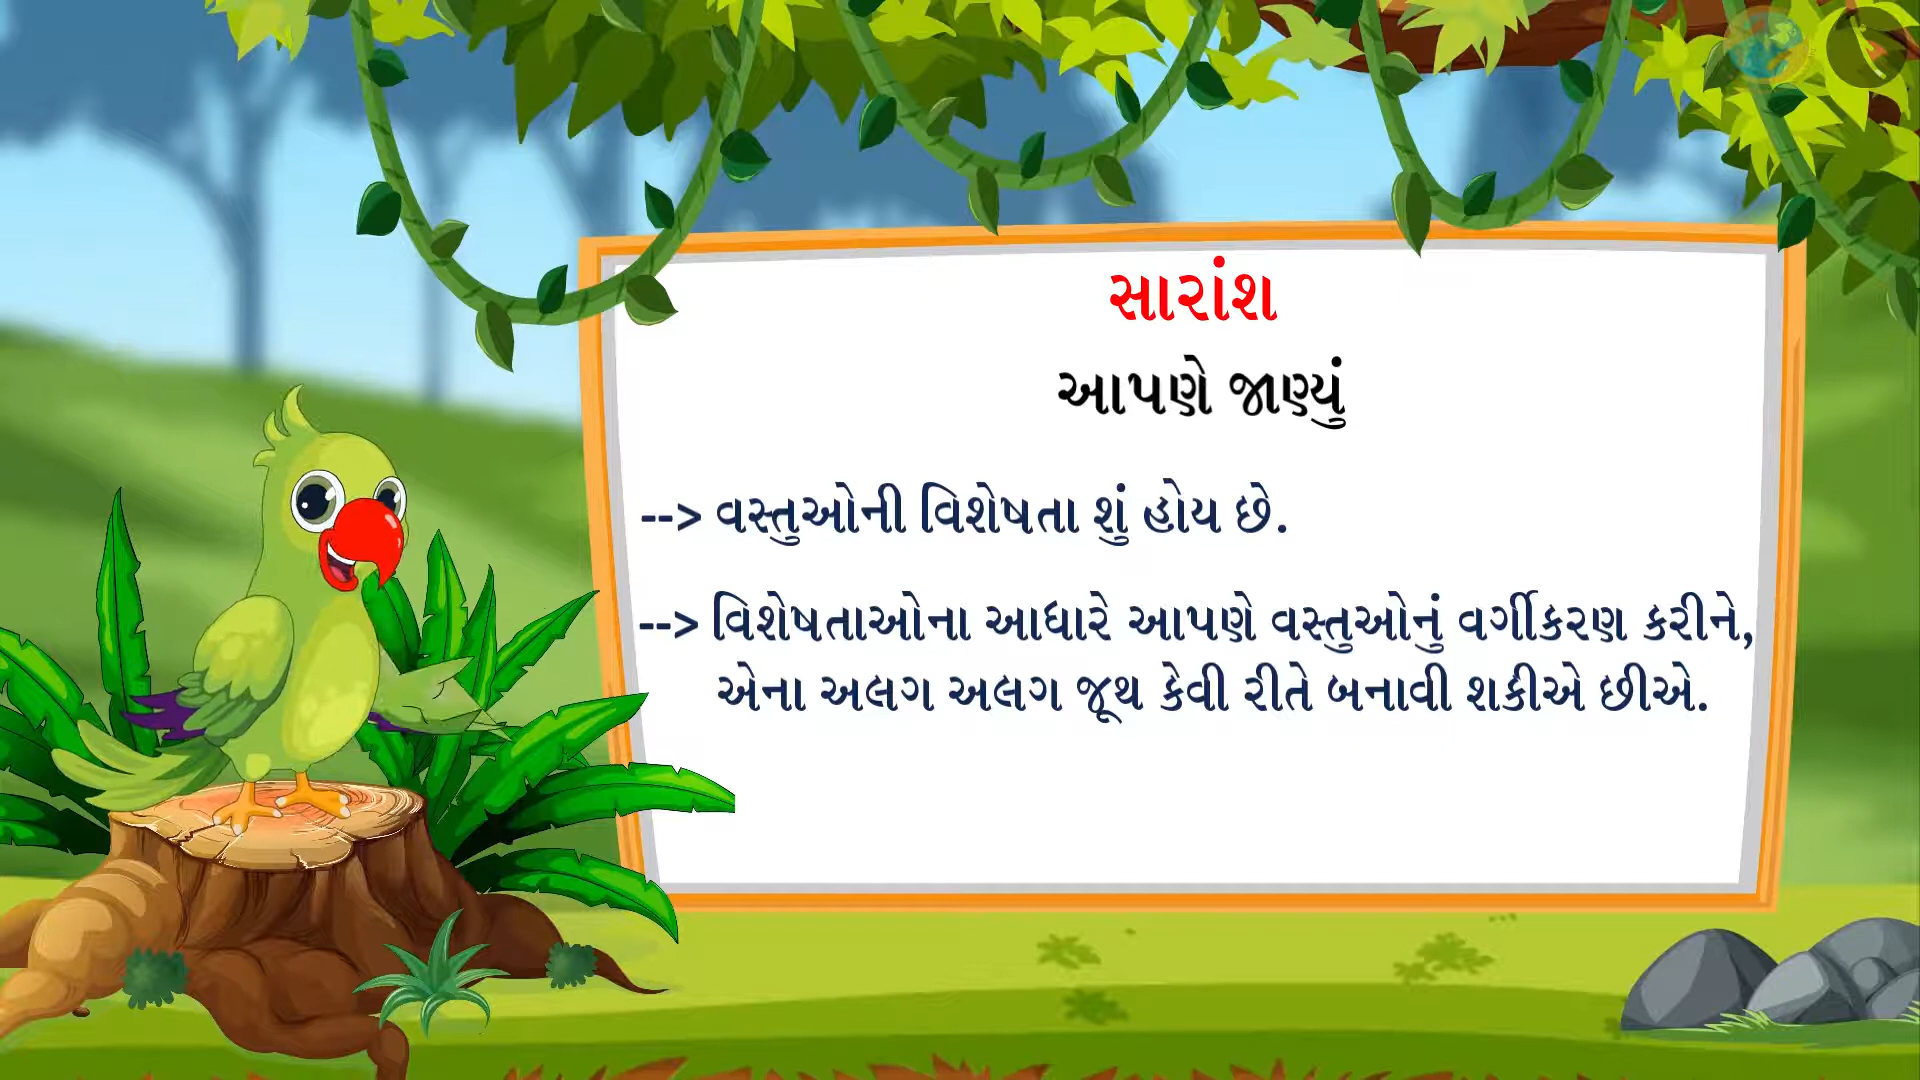 સારાંશ
આપણે જાણ્યું
--> વસ્તુઓની વિશેષતા શું હોય છે.
--> વિશેષતાઓના આધારે આપણે વસ્તુઓનું વર્ગીકરણ કરીને,
એના અલગ અલગ જૂથ કેવી રીતે બનાવી શકીએ છીએ.